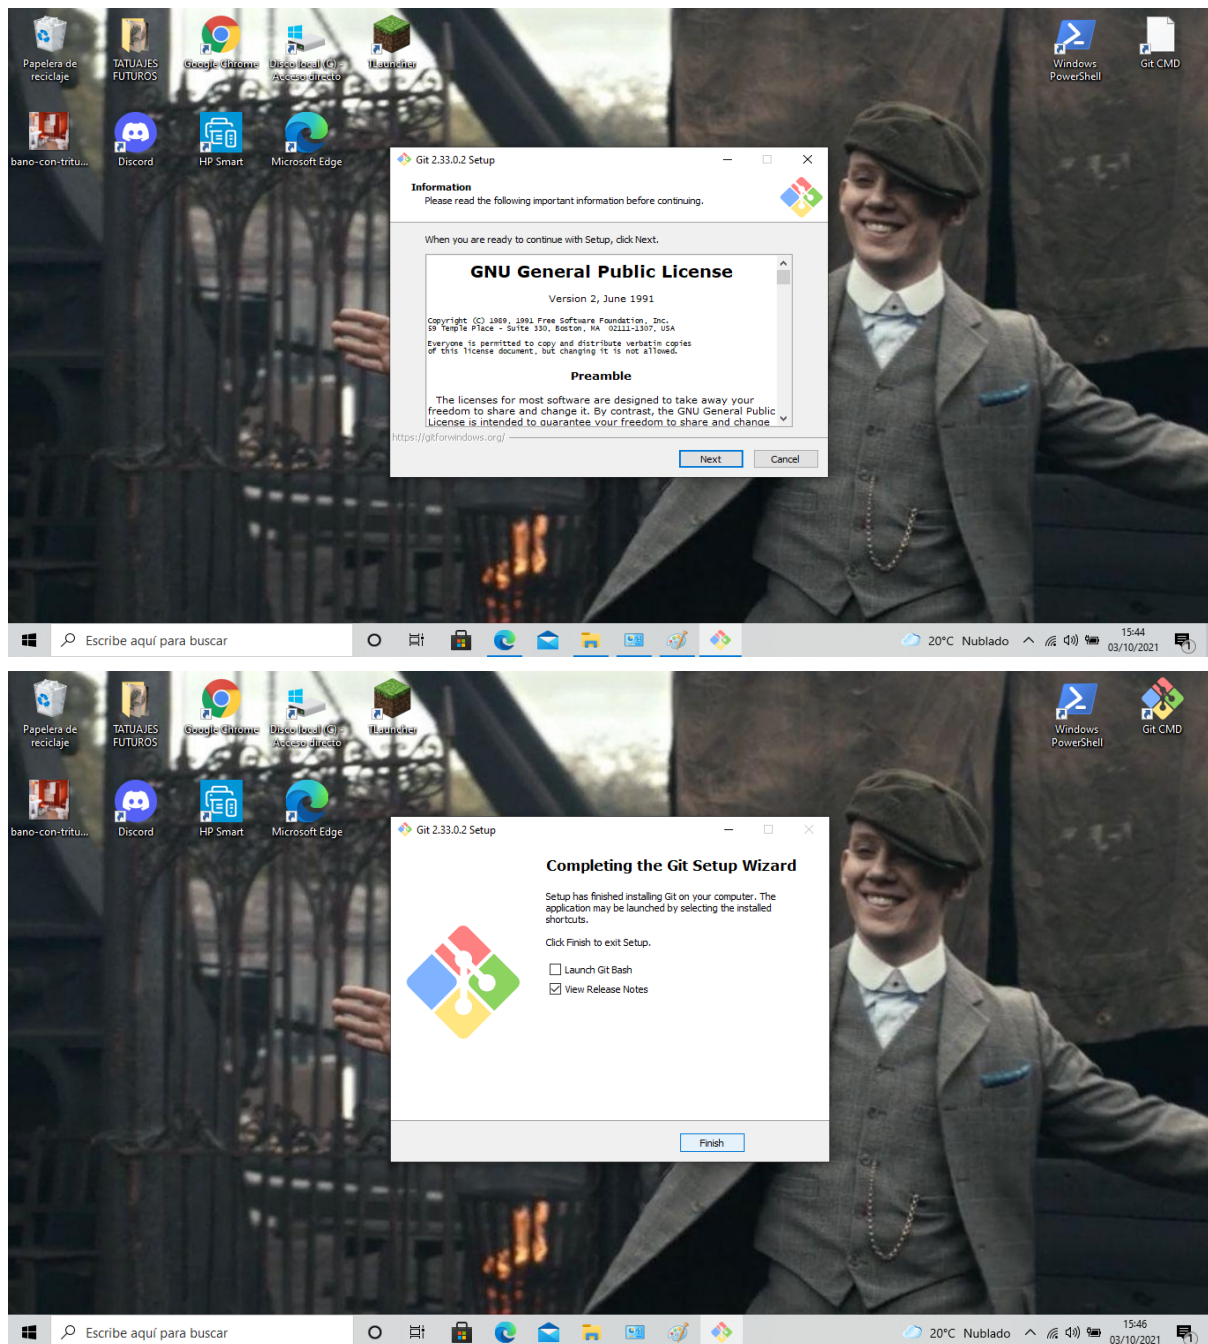 Papelera de
reciclaje
TATUAJES
FUTUROS
Google Chrome
Disco local (C) -
Acceso directo
TLauncher
Windows
PowerShell
Git CMD
bano-con-tritu...
Discord
HP Smart
Microsoft Edge
Git 2.33.0.2 Setup
Information
Please read the following important information before continuing.
When you are ready to continue with Setup, click Next.
GNU General Public License
Version 2, June 1991
Copyright (C) 1989, 1991 Free Software Foundation, Inc.
59 Temple Place - Suite 330, Boston, MA  02111-1307, USA
Everyone is permitted to copy and distribute verbatim copies
of this license document, but changing it is not allowed.
Preamble
The licenses for most software are designed to take away your
freedom to share and change it. By contrast, the GNU General Public
License is intended to guarantee your freedom to share and change
https://gitforwindows.org/
Next
Cancel
Escribe aquí para buscar
20°C Nublado
15:44
03/10/2021
1
Papelera de
reciclaje
TATUAJES
FUTUROS
Google Chrome
Disco local (C) -
Acceso directo
TLauncher
Windows
PowerShell
Git CMD
bano-con-tritu...
Discord
HP Smart
Microsoft Edge
Git 2.33.0.2 Setup
Completing the Git Setup Wizard
Setup has finished installing Git on your computer. The
application may be launched by selecting the installed
shortcuts.
Click Finish to exit Setup.
Launch Git Bash
View Release Notes
Finish
Escribe aquí para buscar
20°C Nublado
15:46
03/10/2021
1